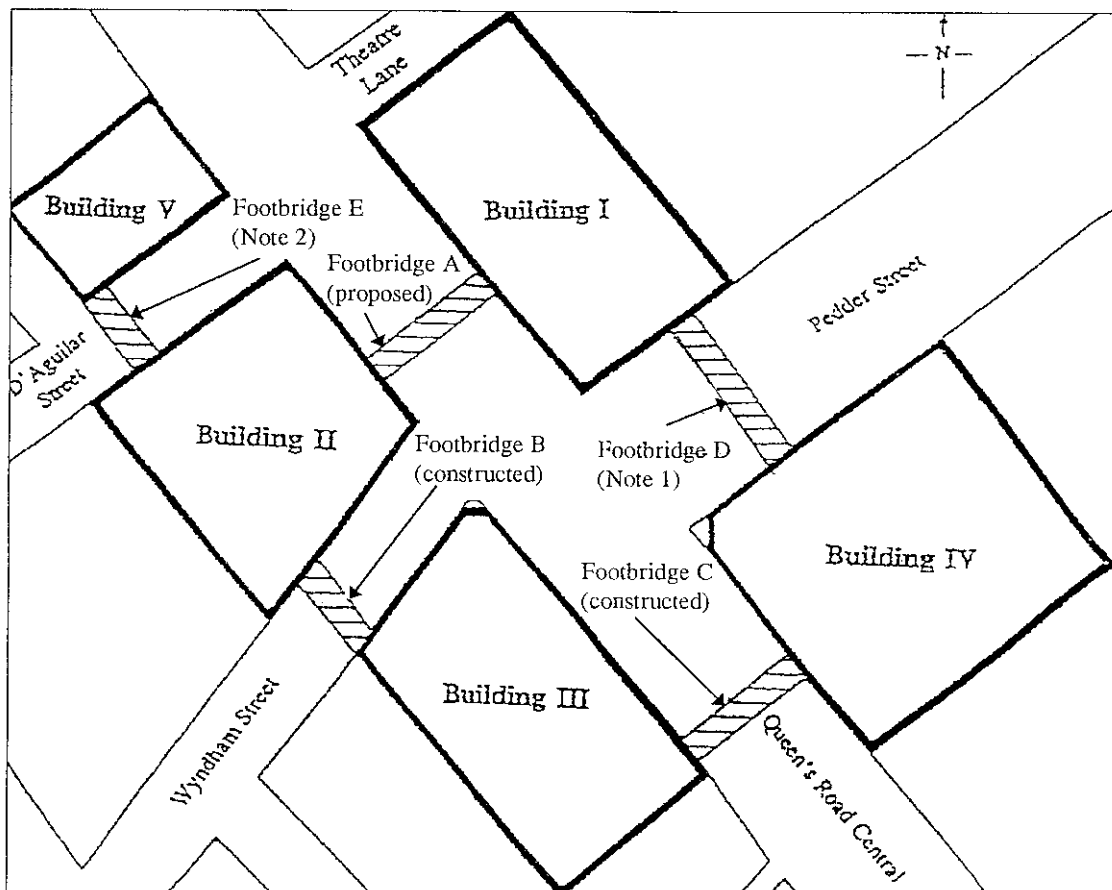 Theatre
Lane
N
Building V
Footbridge E
(Note 2)
Building I
Footbridge A
(proposed)
Pedder Street
D'Aguilar
Street
Building II
Footbridge B
(constructed)
Footbridge D
(Note 1)
Footbridge C
(constructed)
Building IV
Building III
Wyndham Street
Queen's Road Central